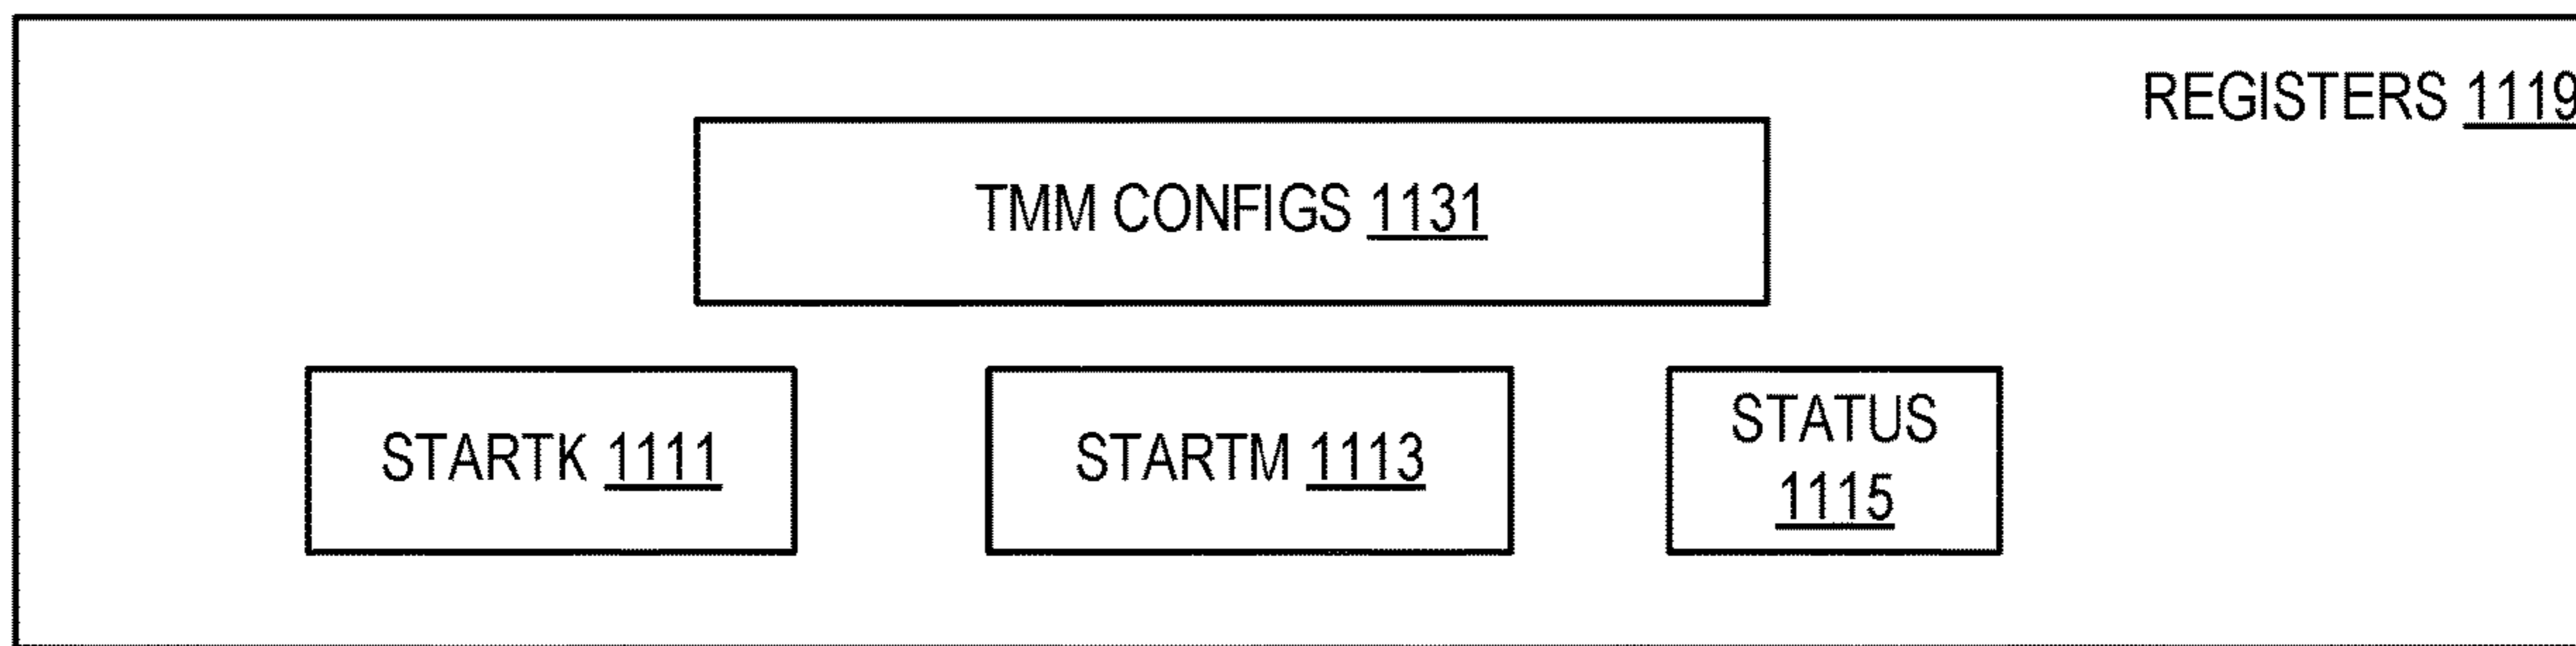 REGISTERS 1119
TMM CONFIGS 1131
STARTK 1111
STARTM 1113
STATUS
1115